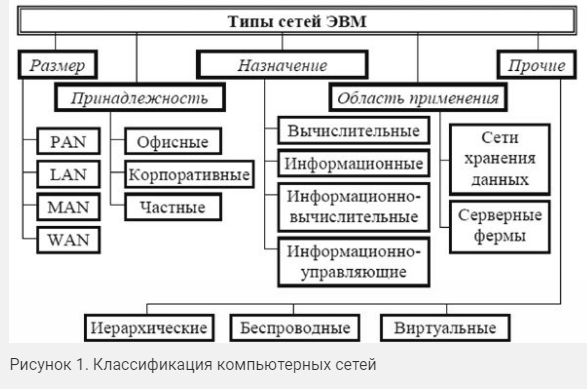 Типы сетей ЭВМ
Размер
Назначение
Прочие
Принадлежность
Область применения
PAN
LAN
MAN
WAN
Офисные
Корпоративные
Частные
Вычислительные
Информационные
Информационно-
вычислительные
Информационно-
управляющие
Сети
хранения
данных
Серверные
фермы
Иерархические
Беспроводные
Виртуальные
Рисунок 1. Классификация компьютерных сетей